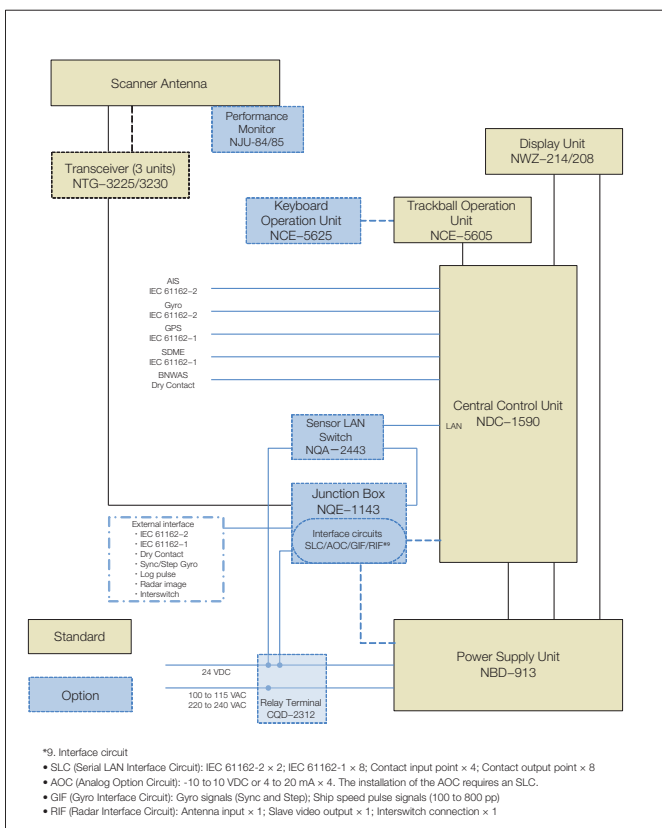 Scanner Antenna
Performance
Monitor
NJU-84/85
Transceiver (3 units)
NTG-3225/3230
Display Unit
NWZ-214/208
Keyboard
Operation Unit
NCE-5625
Trackball Operation
Unit
NCE-5605
AIS
IEC 61162-2
Gyro
IEC 61162-2
GPS
IEC 61162-1
SDME
IEC 61162-1
BNWAS
Dry Contact
Central Control Unit
NDC-1590
LAN
Sensor LAN
Switch
NQA-2443
Junction Box
NQE-1143
Interface circuits
SLC/AOC/GIF/RIF*9
External interface
・IEC 61162-2
・IEC 61162-1
・Dry Contact
・Sync/Step Gyro
・Log pulse
・Radar image
・Interswitch
Standard
Option
24 VDC
100 to 115 VAC
220 to 240 VAC
Relay Terminal
CQD-2312
Power Supply Unit
NBD-913
*9. Interface circuit
• SLC (Serial LAN Interface Circuit): IEC 61162-2 × 2; IEC 61162-1 × 8; Contact input point × 4; Contact output point × 8
• AOC (Analog Option Circuit): -10 to 10 VDC or 4 to 20 mA × 4. The installation of the AOC requires an SLC.
• GIF (Gyro Interface Circuit): Gyro signals (Sync and Step); Ship speed pulse signals (100 to 800 pp)
• RIF (Radar Interface Circuit): Antenna input × 1; Slave video output × 1; Interswitch connection × 1